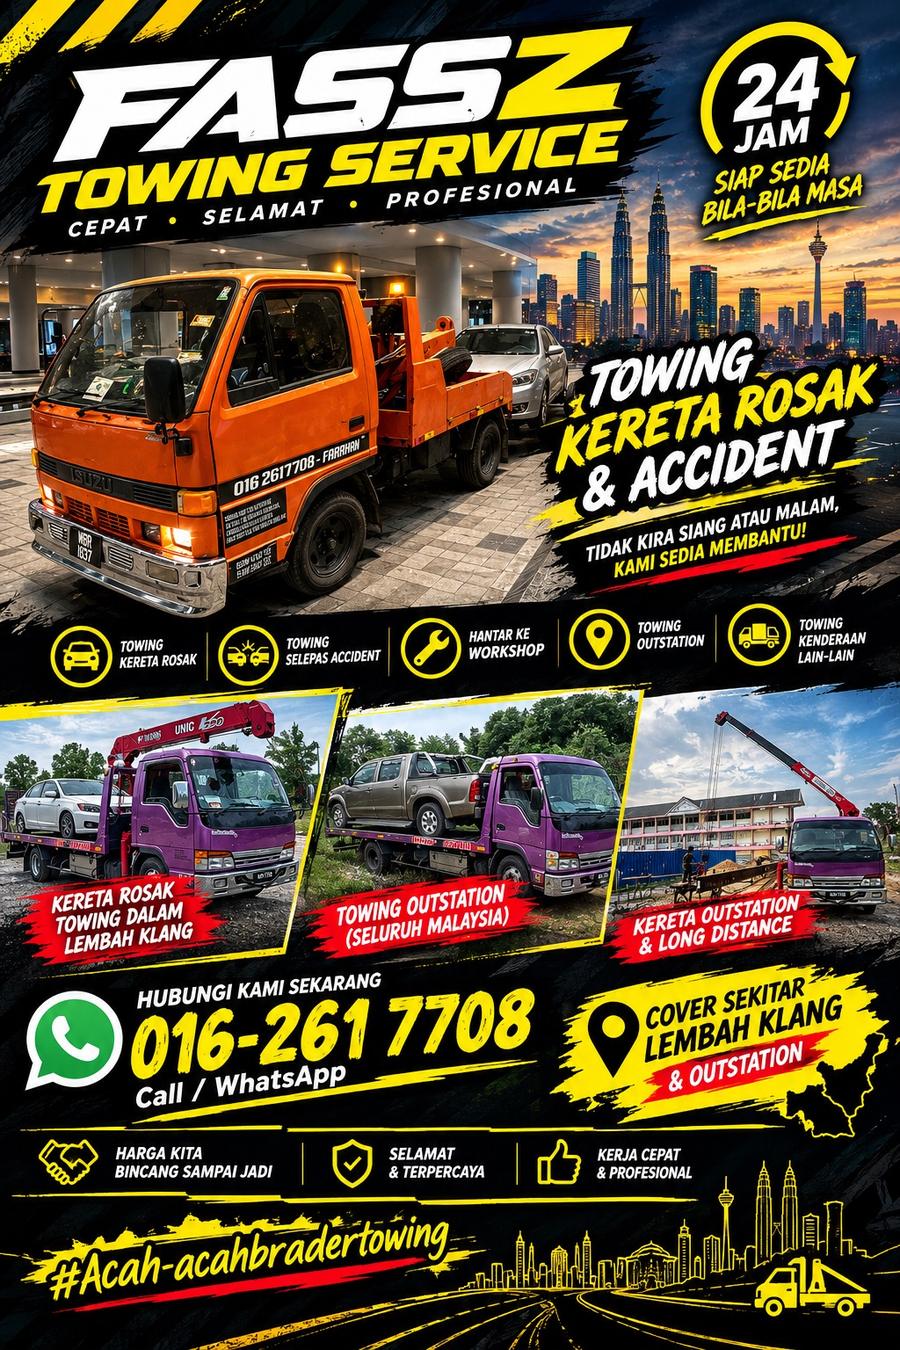 FASSZ
TOWING SERVICE
CEPAT • SELAMAT • PROFESIONAL
24
JAM
SIAP SEDIA
BILA-BILA MASA
ISUZU
016 2617708 - FARAHAN
WBR
1837
TOWING
KERETA ROSAK
& ACCIDENT
TIDAK KIRA SIANG ATAU MALAM,
KAMI SEDIA MEMBANTU!
TOWING
KERETA ROSAK
TOWING
SELEPAS ACCIDENT
HANTAR KE
WORKSHOP
TOWING
OUTSTATION
TOWING
KENDERAAN
LAIN-LAIN
UNIC
KERETA ROSAK
TOWING DALAM
LEMBAH KLANG
TOWING OUTSTATION
(SELURUH MALAYSIA)
KERETA OUTSTATION
& LONG DISTANCE
HUBUNGI KAMI SEKARANG
016-261 7708
Call / WhatsApp
COVER SEKITAR
LEMBAH KLANG
& OUTSTATION
HARGA KITA
BINCANG SAMPAI JADI
SELAMAT
& TERPERCAYA
KERJA CEPAT
& PROFESIONAL
#Acah-acahbradertowing